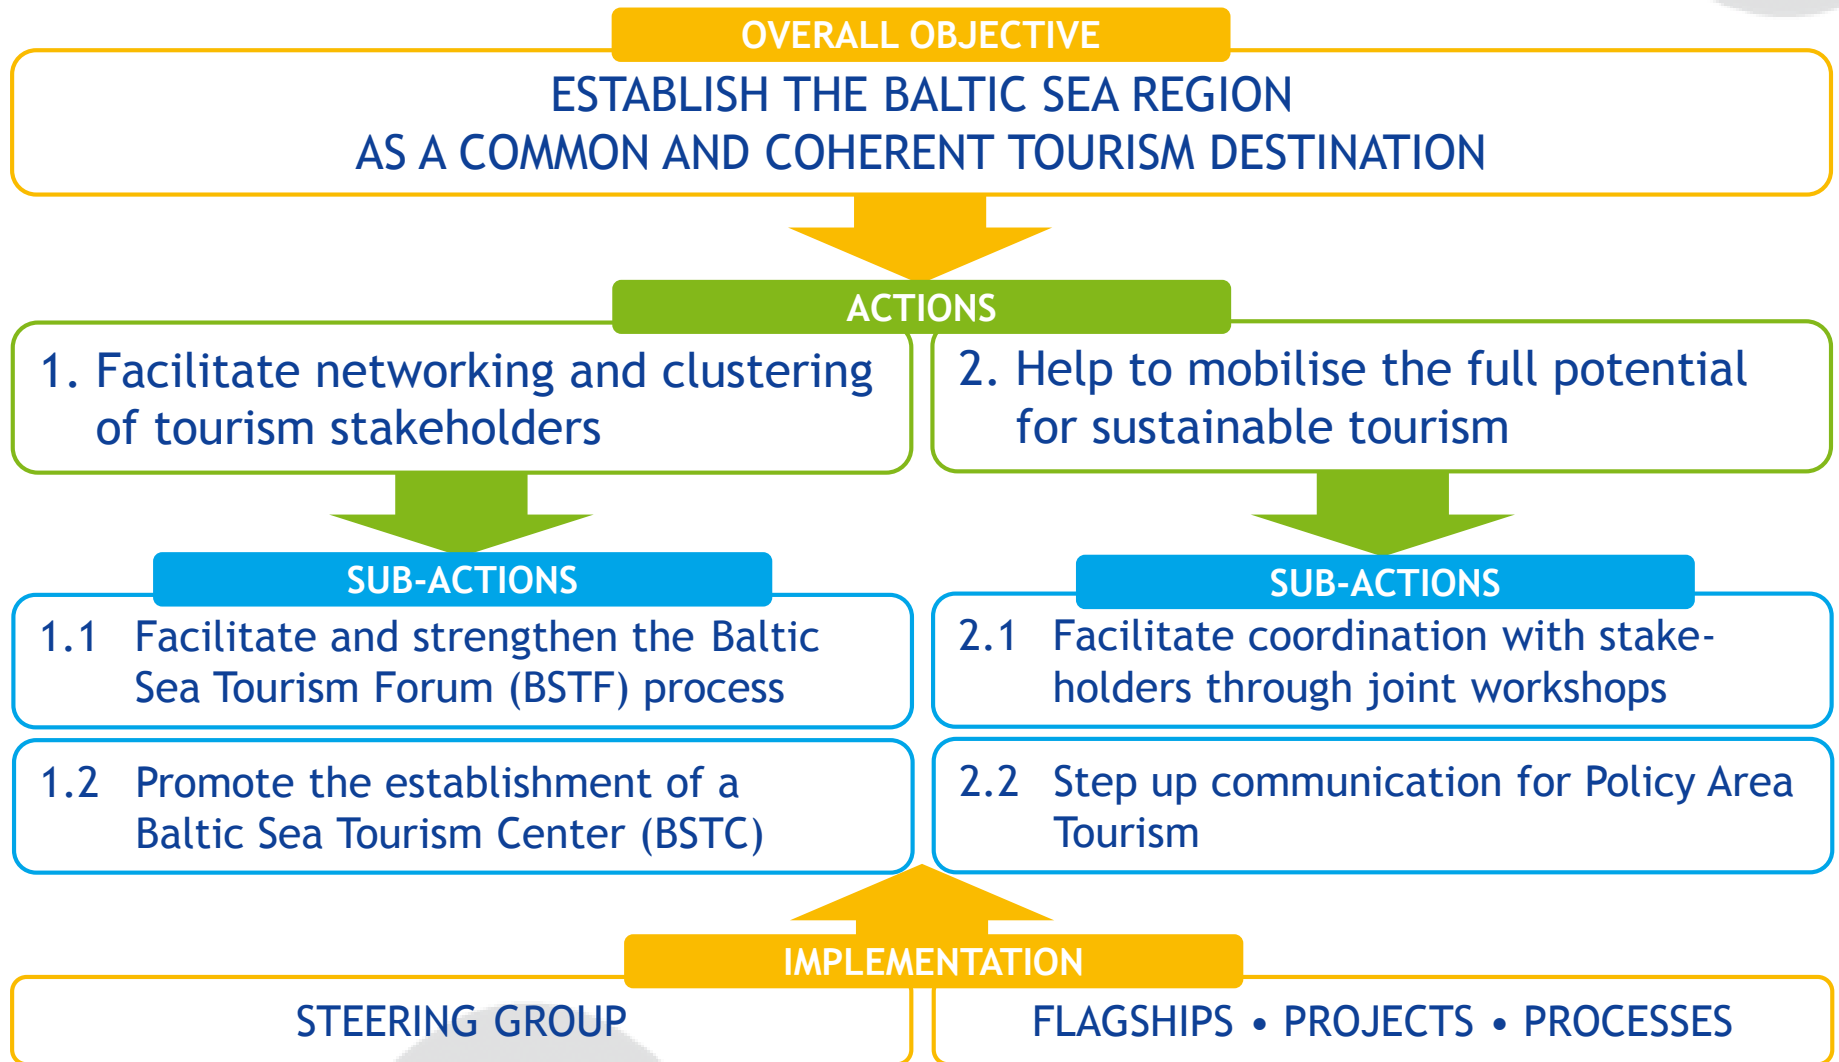 OVERALL OBJECTIVE
ESTABLISH THE BALTIC SEA REGION
AS A COMMON AND COHERENT TOURISM DESTINATION
ACTIONS
1. Facilitate networking and clustering
of tourism stakeholders
2. Help to mobilise the full potential
for sustainable tourism
SUB-ACTIONS
1.1 Facilitate and strengthen the Baltic
Sea Tourism Forum (BSTF) process
1.2 Promote the establishment of a
Baltic Sea Tourism Center (BSTC)
SUB-ACTIONS
2.1 Facilitate coordination with stake-
holders through joint workshops
2.2 Step up communication for Policy Area
Tourism
IMPLEMENTATION
STEERING GROUP
FLAGSHIPS • PROJECTS • PROCESSES